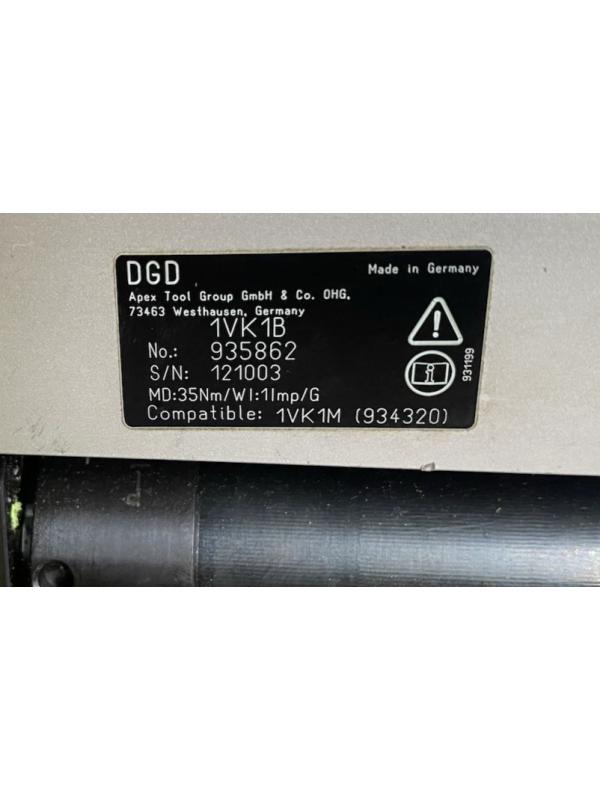 DGD
Made in Germany
Apex Tool Group GmbH & Co. OHG,
73463 Westhausen, Germany
1VK1B
No.: 935862
S/N: 121003
MD:35Nm/WI:1Imp/G
Compatible: 1VK1M (934320)
931199